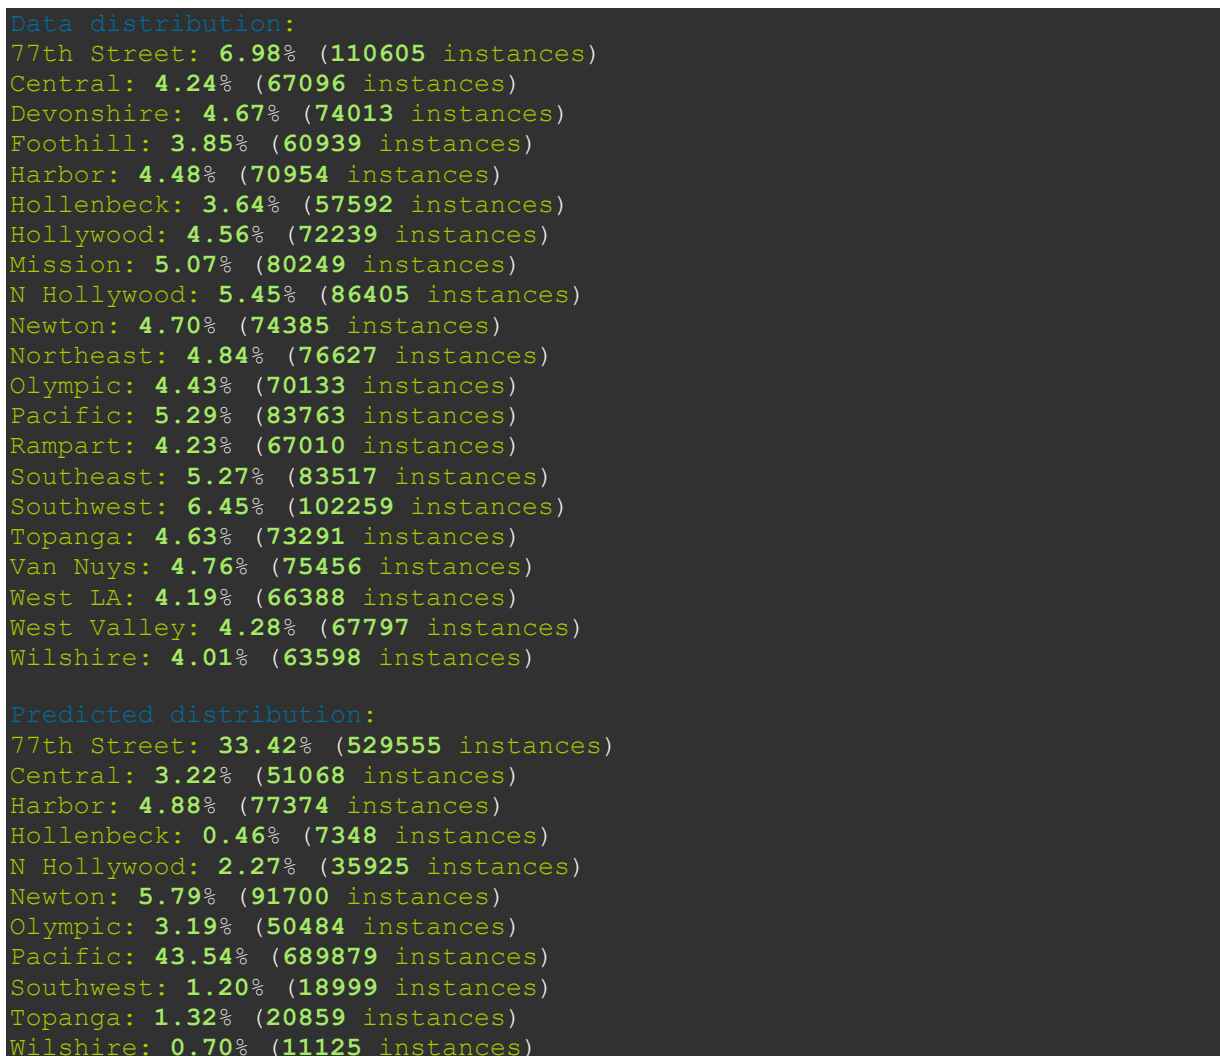 Data distribution:
77th Street: 6.98% (110605 instances)
Central: 4.24% (67096 instances)
Devonshire: 4.67% (74013 instances)
Foothill: 3.85% (60939 instances)
Harbor: 4.48% (70954 instances)
Hollenbeck: 3.64% (57592 instances)
Hollywood: 4.56% (72239 instances)
Mission: 5.07% (80249 instances)
N Hollywood: 5.45% (86405 instances)
Newton: 4.70% (74385 instances)
Northeast: 4.84% (76627 instances)
Olympic: 4.43% (70133 instances)
Pacific: 5.29% (83763 instances)
Rampart: 4.23% (67010 instances)
Southeast: 5.27% (83517 instances)
Southwest: 6.45% (102259 instances)
Topanga: 4.63% (73291 instances)
Van Nuys: 4.76% (75456 instances)
West LA: 4.19% (66388 instances)
West Valley: 4.28% (67797 instances)
Wilshire: 4.01% (63598 instances)
Predicted distribution:
77th Street: 33.42% (529555 instances)
Central: 3.22% (51068 instances)
Harbor: 4.88% (77374 instances)
Hollenbeck: 0.46% (7348 instances)
N Hollywood: 2.27% (35925 instances)
Newton: 5.79% (91700 instances)
Olympic: 3.19% (50484 instances)
Pacific: 43.54% (689879 instances)
Southwest: 1.20% (18999 instances)
Topanga: 1.32% (20859 instances)
Wilshire: 0.70% (11125 instances)